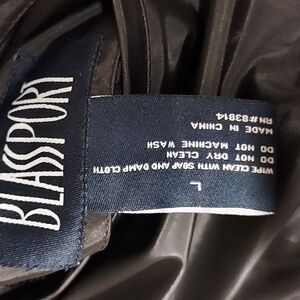 BLASSPORT
L
WIPE CLEAN WITH SOAP AND DAMP CLOTH
DO NOT DRY CLEAN
DO NOT MACHINE WASH
MADE IN CHINA
RN#83814